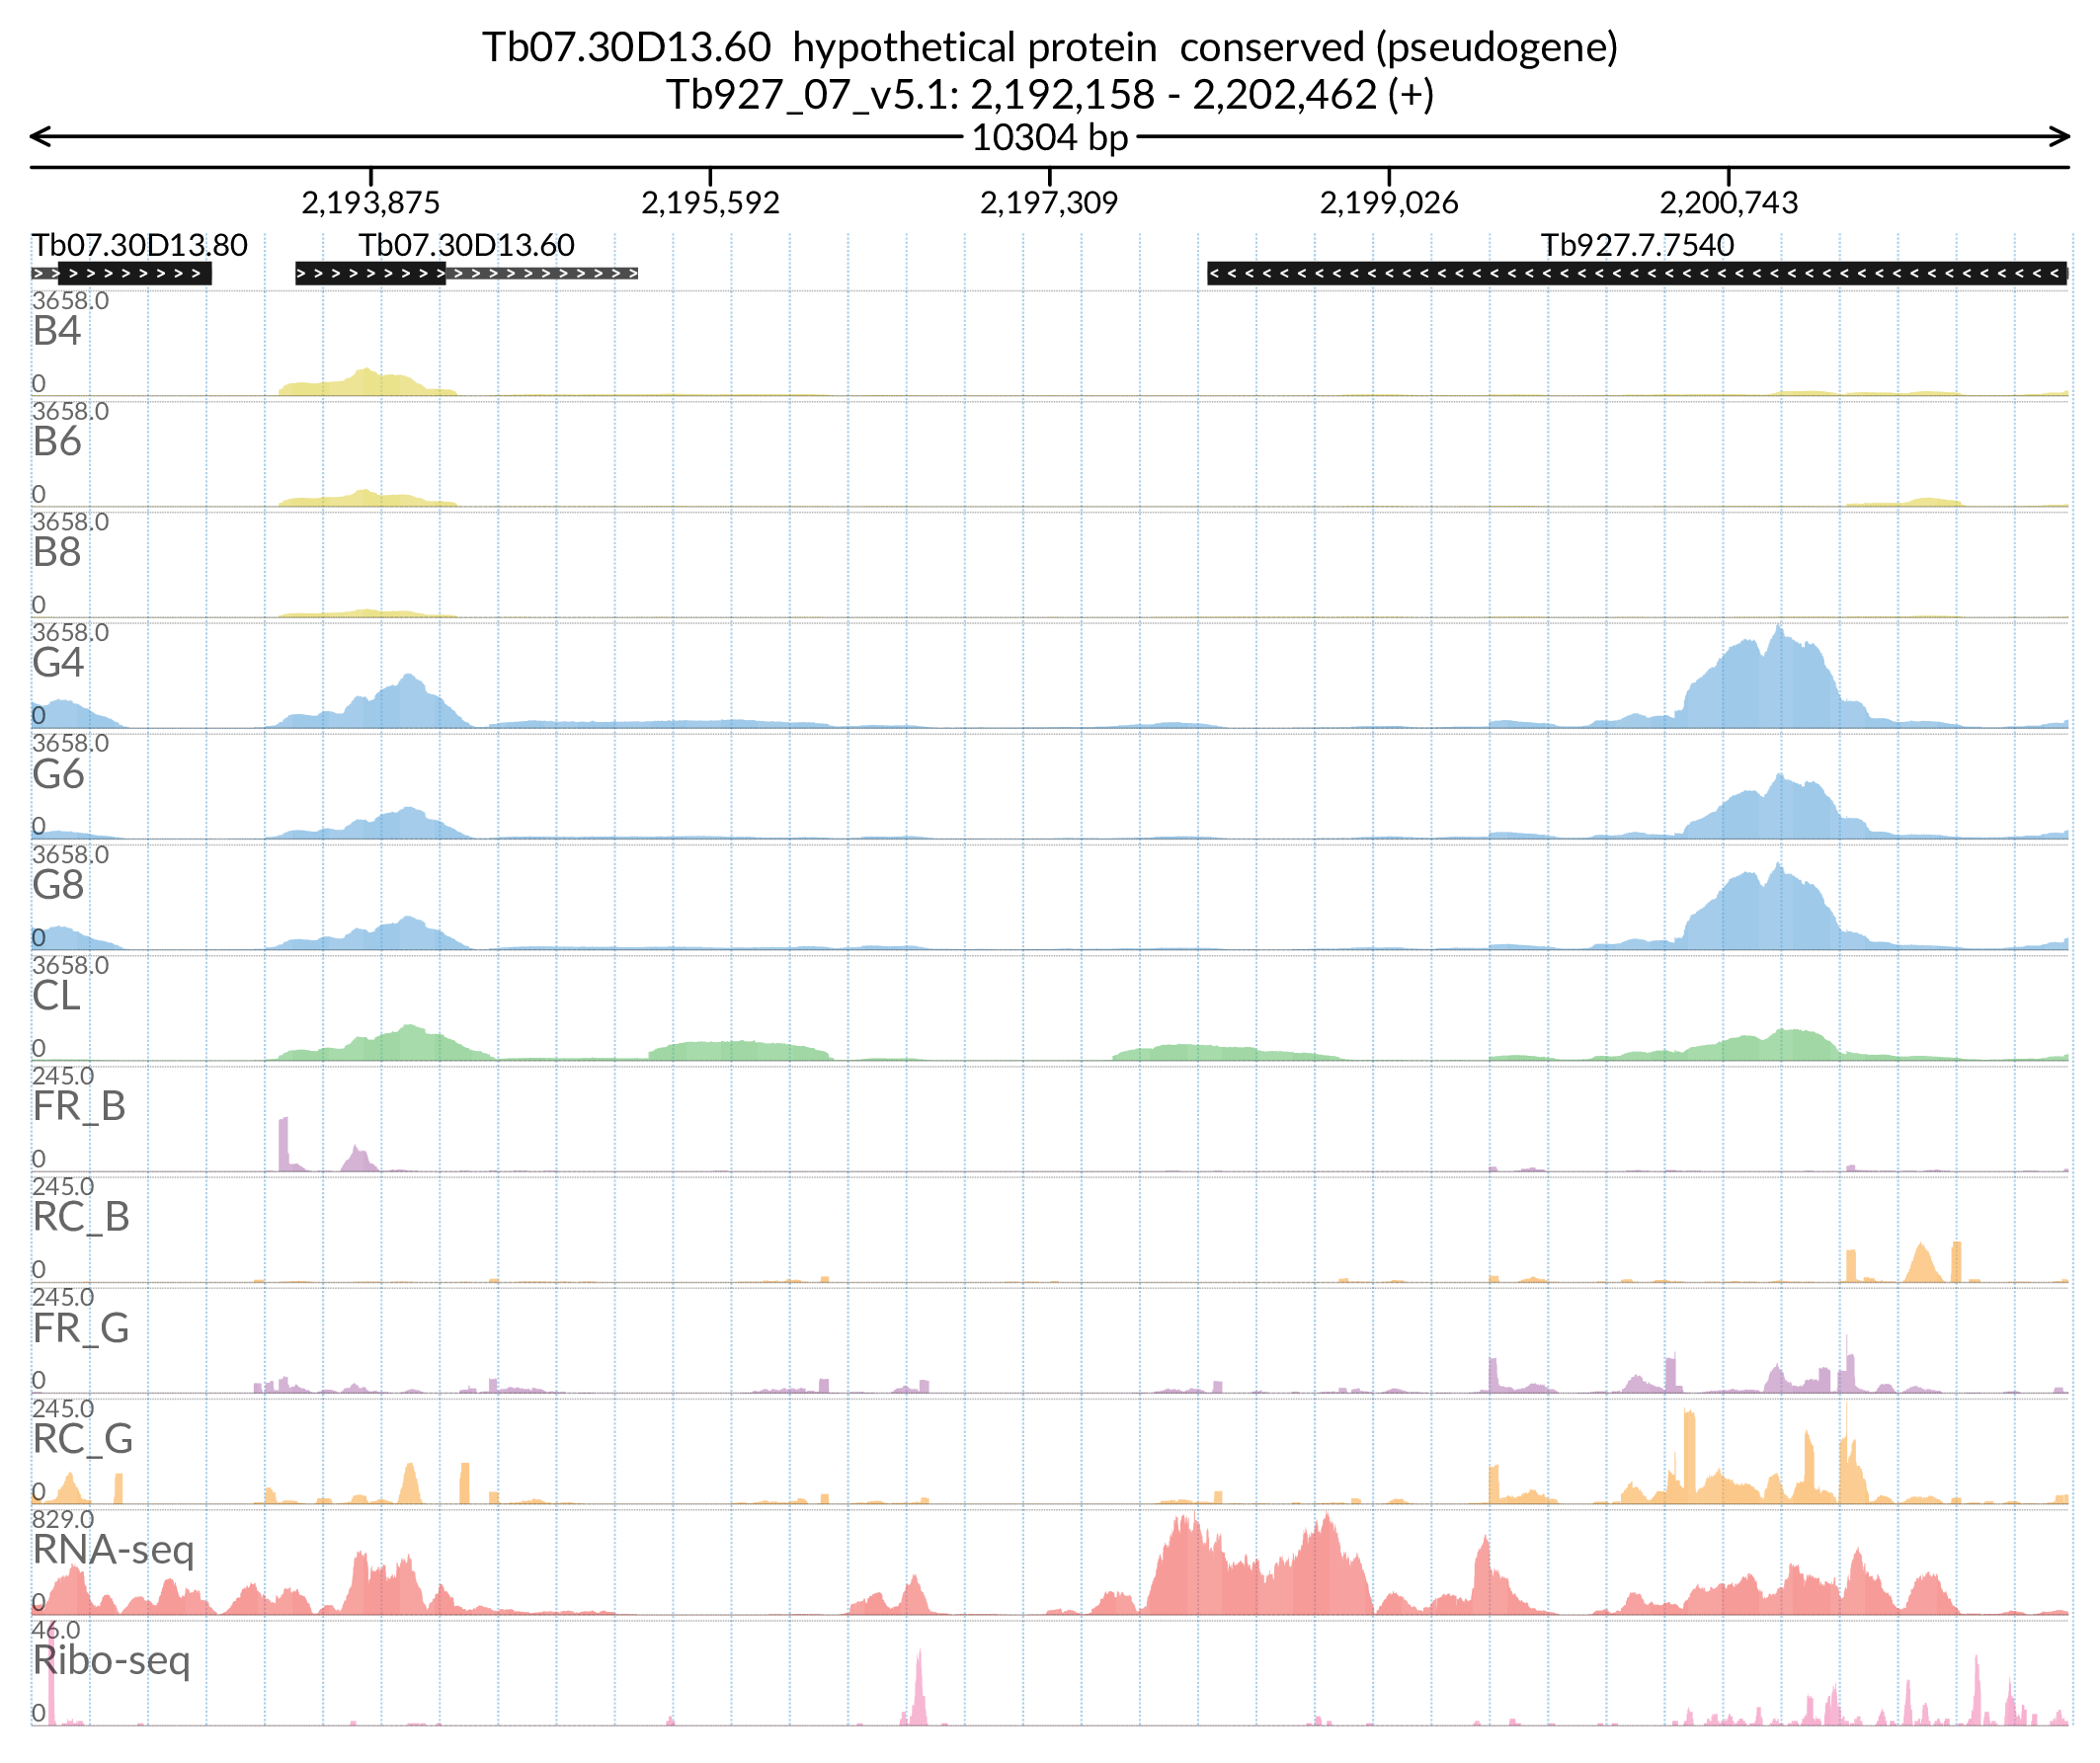 Tb07.30D13.60  hypothetical protein  conserved (pseudogene)
Tb927_07_v5.1: 2,192,158 - 2,202,462 (+)
10304 bp
2,193,875 2,195,592 2,197,309 2,199,026 2,200,743
Tb07.30D13.80 Tb07.30D13.60 Tb927.7.7540
3658.0
B4
0
3658.0
B6
0
3658.0
B8
0
3658.0
G4
0
3658.0
G6
0
3658.0
G8
0
3658.0
CL
0
245.0
FR_B
0
245.0
RC_B
0
245.0
FR_G
0
245.0
RC_G
0
829.0
RNA-seq
0
46.0
Ribo-seq
0